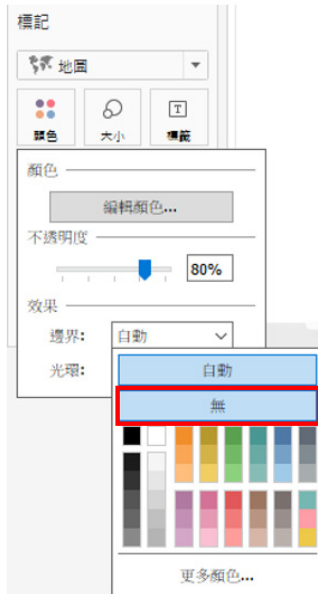 標記
地圖
顏色 大小 標籤
T
顏色
編輯顏色...
不透明度
80%
效果
邊界: 自動
光環:
自動
無
更多顏色...